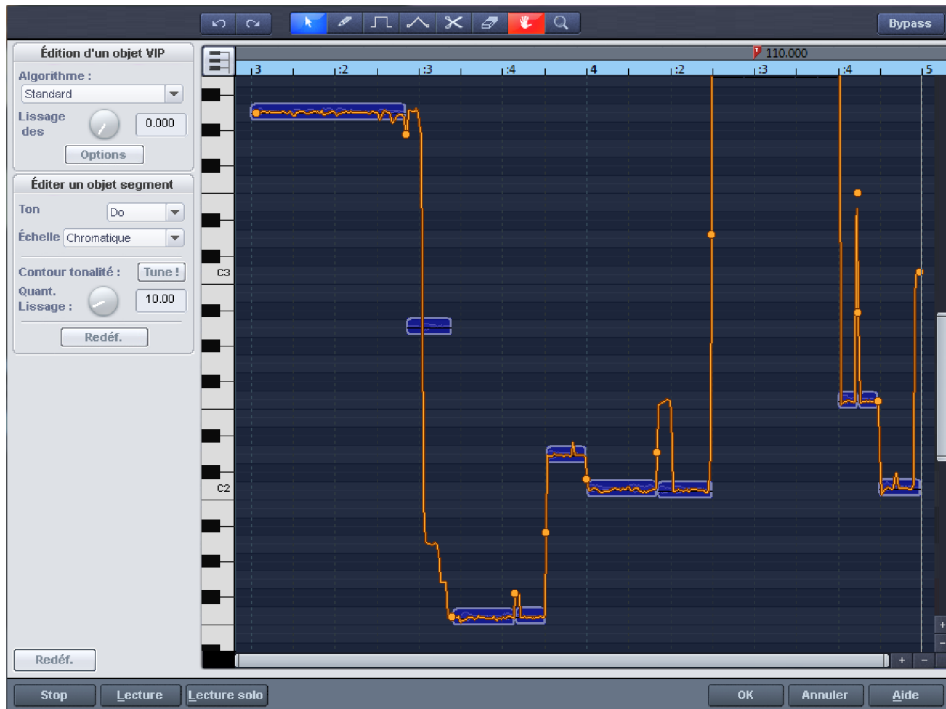 Bypass
Édition d'un objet VIP
Algorithme :
Standard
Lissage des 0.000
Options
Éditer un objet segment
Ton Do
Échelle Chromatique
Contour tonalité : Tune !
Quant. Lissage : 10.00
Redéf.
110.000
:3 :2 :3 :4 4 :2 :3 :4 5
C3
C2
Redéf.
+ -
+
-
Stop Lecture Lecture solo OK Annuler Aide